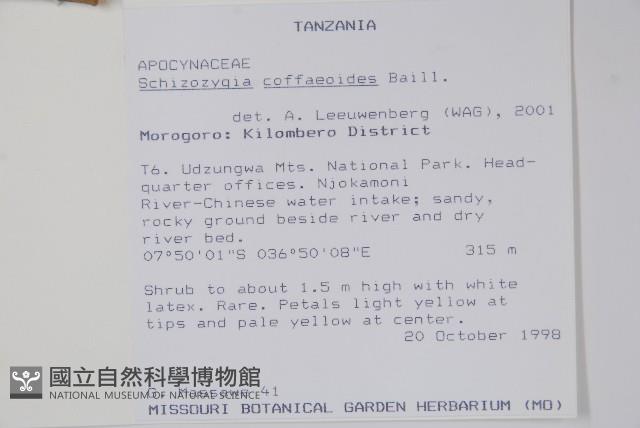 TANZANIA
APOCYNACEAE
Schizozygia coffaeoides Baill.
det. A. Leeuwenberg (WAG), 2001
Morogoro: Kilombero District
T6. Udzungwa Mts. National Park. Head-
quarter offices. Njokamoni
River-Chinese water intake; sandy,
rocky ground beside river and dry
river bed.
07°50'01"S 036°50'08"E 315 m
Shrub to about 1.5 m high with white
latex. Rare. Petals light yellow at
tips and pale yellow at center.
20 October 1998
國立自然科學博物館
NATIONAL MUSEUM OF NATURAL SCIENCE
41
MISSOURI BOTANICAL GARDEN HERBARIUM (MO)